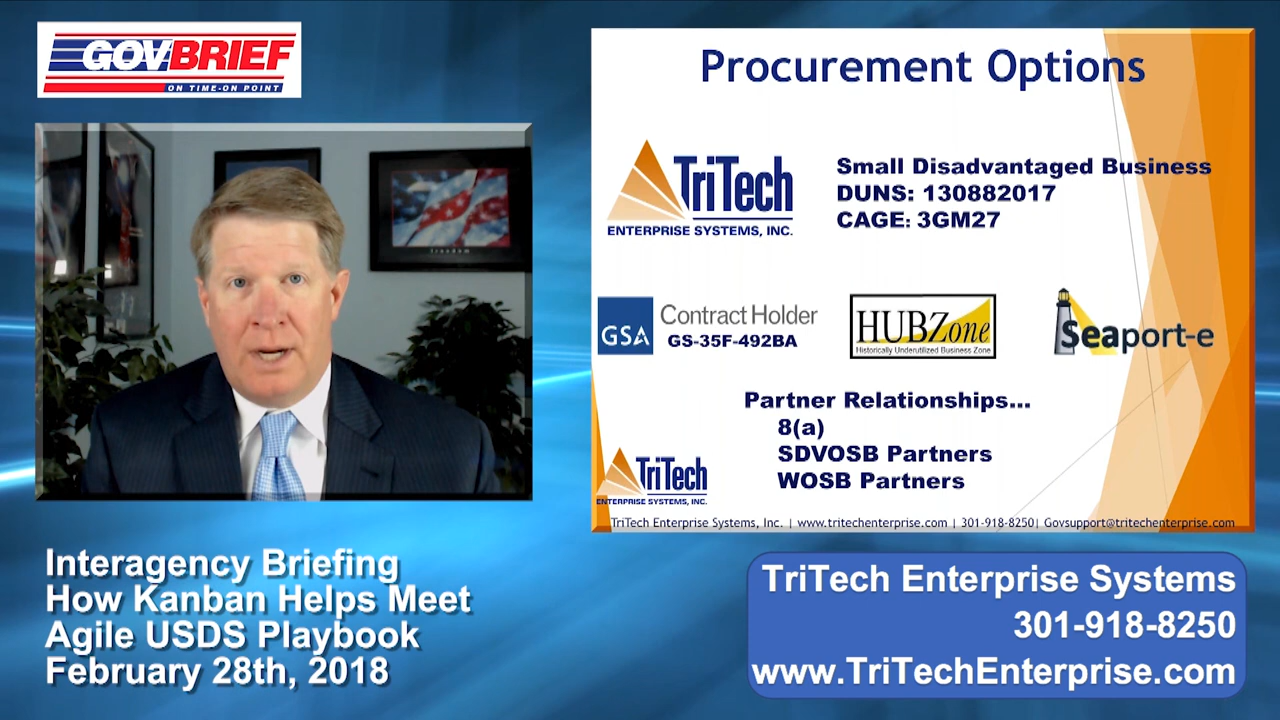 GOVBRIEF
ON TIME-ON POINT
freedom
Interagency Briefing
How Kanban Helps Meet
Agile USDS Playbook
February 28th, 2018
Procurement Options
TriTech
ENTERPRISE SYSTEMS, INC.
Small Disadvantaged Business
DUNS: 130882017
CAGE: 3GM27
GSA
Contract Holder
GS-35F-492BA
HUBZone
Historically Underutilized Business Zone
Seaport-e
Partner Relationships...
8(a)
SDVOSB Partners
WOSB Partners
TriTech
ENTERPRISE SYSTEMS, INC.
TriTech Enterprise Systems, Inc. | www.tritechenterprise.com | 301-918-8250| Govsupport@tritechenterprise.com
TriTech Enterprise Systems
301-918-8250
www.TriTechEnterprise.com